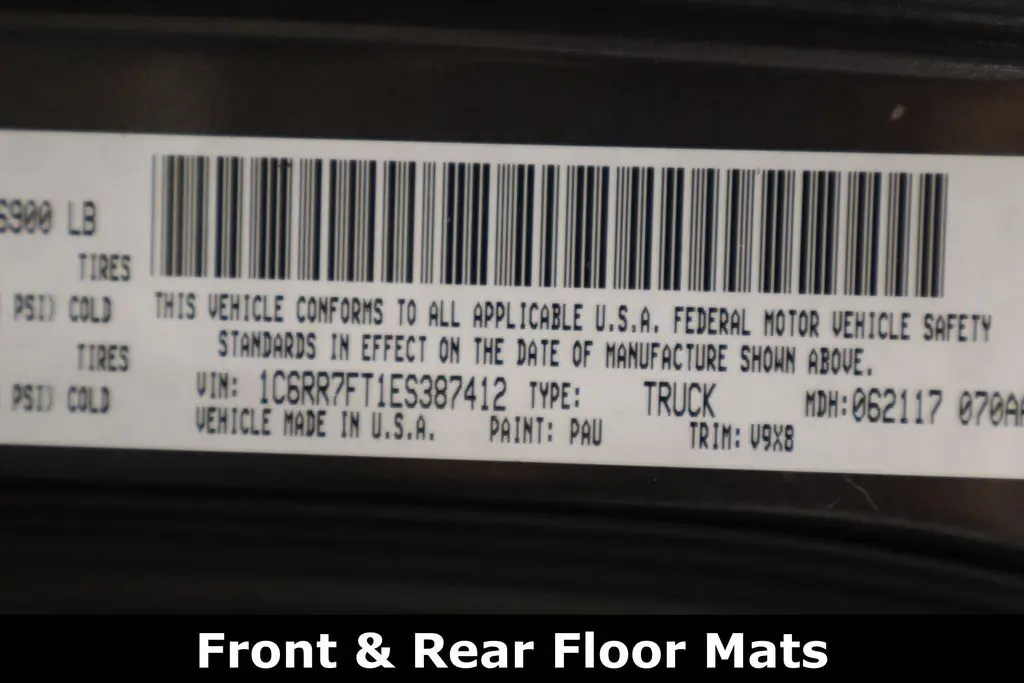 6900 LB
TIRES
PSI) COLD
TIRES
PSI) COLD
THIS VEHICLE CONFORMS TO ALL APPLICABLE U.S.A. FEDERAL MOTOR VEHICLE SAFETY
STANDARDS IN EFFECT ON THE DATE OF MANUFACTURE SHOWN ABOVE.
VIN: 1C6RR7FT1ES387412 TYPE: TRUCK MDH:062117 070A
VEHICLE MADE IN U.S.A. PAINT: PAU TRIM: V9X8
Front & Rear Floor Mats